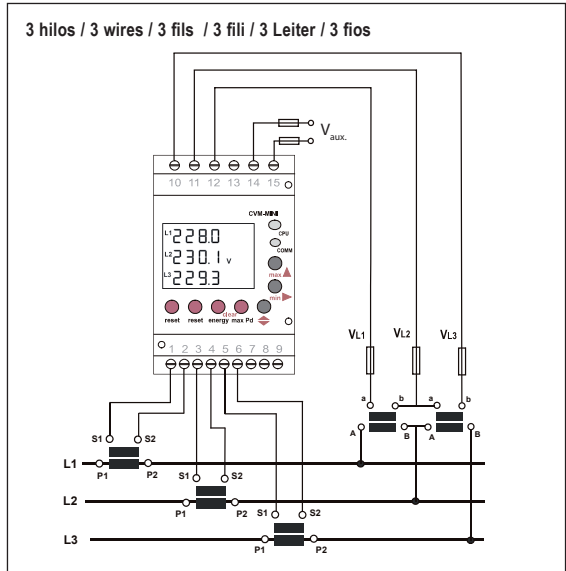 3 hilos / 3 wires / 3 fils / 3 fili / 3 Leiter / 3 fios
V aux.
10 11 12 13 14 15
CVM-MINI
CPU
COMM
L1 228.0
L2 230.1 v
L3 229.3
max
min
clear
reset reset energy max Pd
1 2 3 4 5 6 7 8 9
VL1 VL2 VL3
a b a b
A B A B
S1 S2
L1 P1 P2
S1 S2
L2 P1 P2
S1 S2
L3 P1 P2